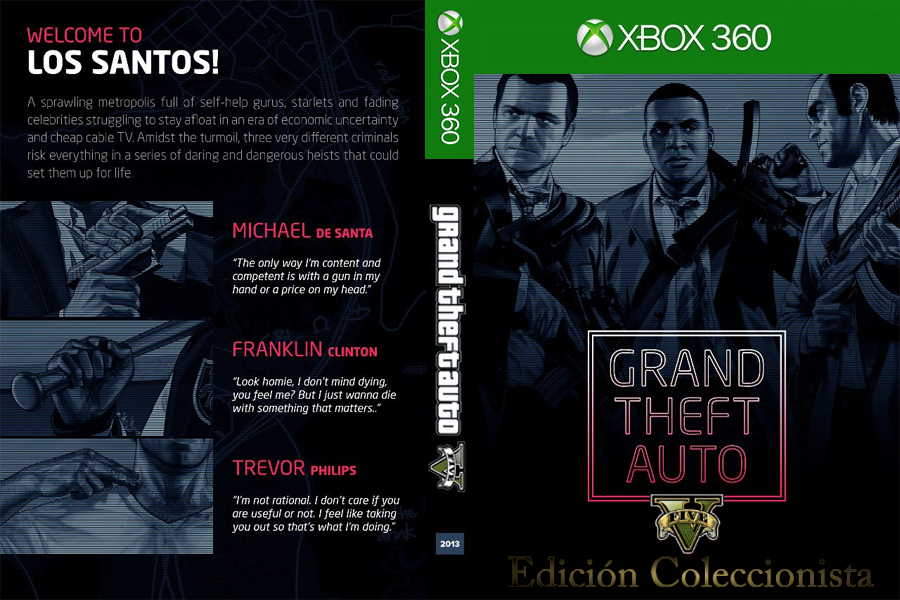 WELCOME TO
LOS SANTOS!
A sprawling metropolis full of self-help gurus, starlets and fading
celebrities struggling to stay afloat in an era of economic uncertainty
and cheap cable TV. Amidst the turmoil, three very different criminals
risk everything in a series of daring and dangerous heists that could
set them up for life.
MICHAEL DE SANTA
"The only way I'm content and
competent is with a gun in my
hand or a price on my head."
FRANKLIN CLINTON
"Look homie, I don't mind dying,
you feel me? But I just wanna die
with something that matters.."
TREVOR PHILIPS
"I'm not rational. I don't care if you
are useful or not. I feel like taking
you out so that's what I'm doing."
XBOX 360
grand theft auto
V
FIVE
2013
XBOX 360
GRAND
THEFT
AUTO
V
FIVE
Edición Coleccionista